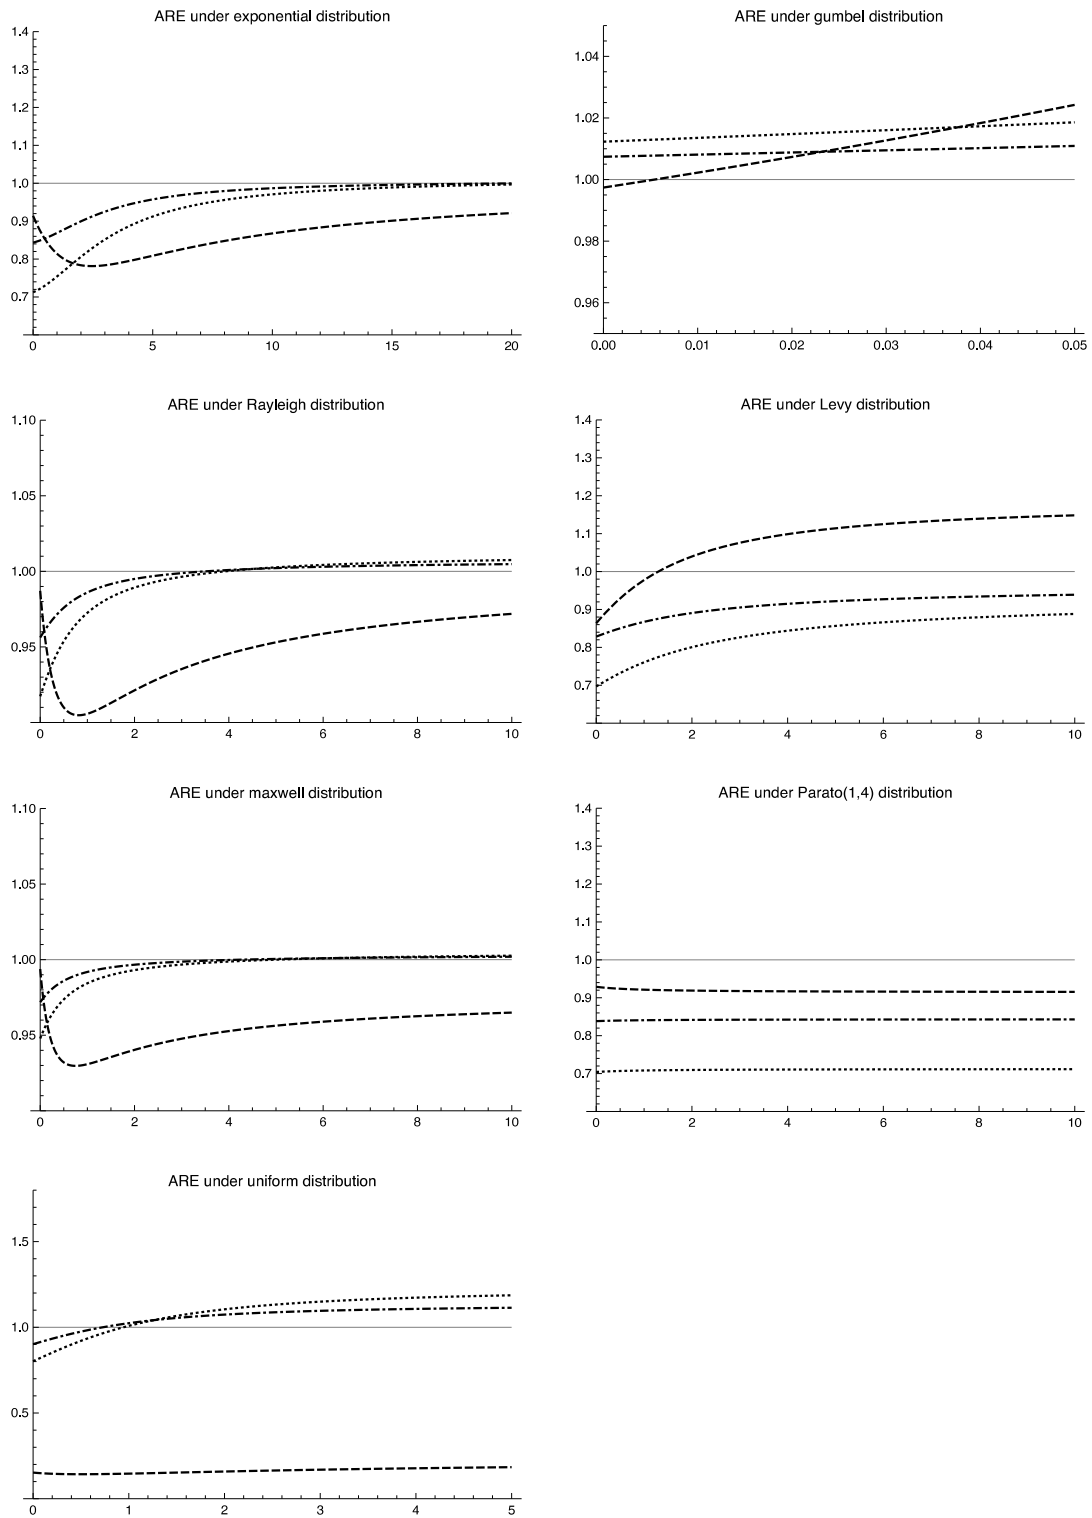 ARE under exponential distribution
1.4
1.3
1.2
1.1
1.0
0.9
0.8
0.7
0 5 10 15 20
ARE under gumbel distribution
1.04
1.02
1.00
0.98
0.96
0.00 0.01 0.02 0.03 0.04 0.05
ARE under Rayleigh distribution
1.10
1.05
1.00
0.95
0 2 4 6 8 10
ARE under Levy distribution
1.4
1.3
1.2
1.1
1.0
0.9
0.8
0.7
0 2 4 6 8 10
ARE under maxwell distribution
1.10
1.05
1.00
0.95
0 2 4 6 8 10
ARE under Parato(1,4) distribution
1.4
1.3
1.2
1.1
1.0
0.9
0.8
0.7
0 2 4 6 8 10
ARE under uniform distribution
1.5
1.0
0.5
0 1 2 3 4 5